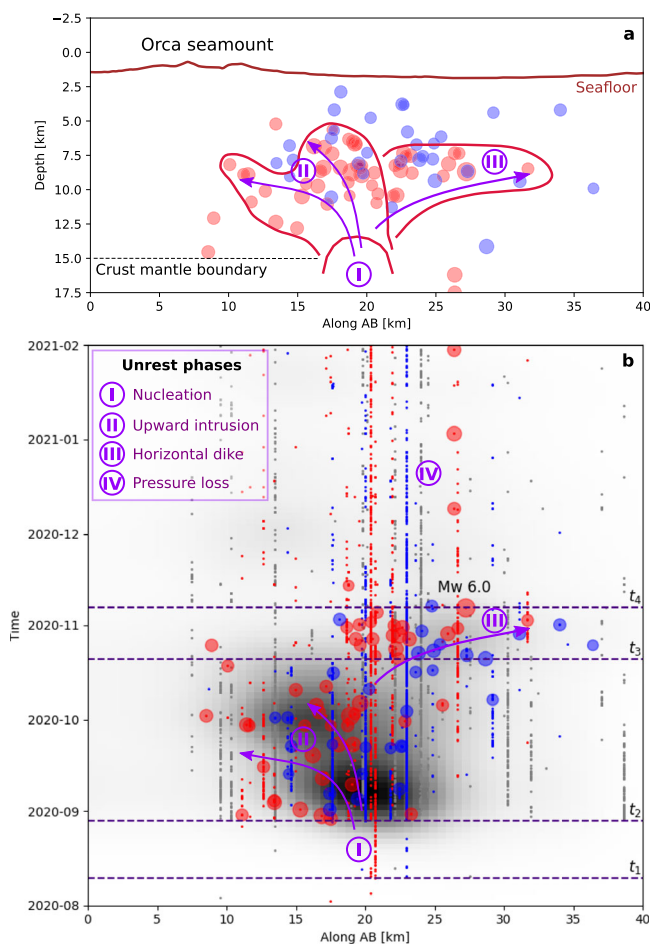 −2.5
a
0.0
Orca seamount
Seafloor
2.5
5.0
7.5
10.0
12.5
15.0
17.5
Depth [km]
II
III
I
Crust mantle boundary
0
5
10
15
20
25
30
35
40
Along AB [km]
2021-02
b
Unrest phases
I Nucleation
II Upward intrusion
III Horizontal dike
IV Pressure loss
2021-01
IV
2020-12
Mw 6.0
t4
III
2020-11
t3
2020-10
II
2020-09
t2
I
t1
2020-08
Time
0
5
10
15
20
25
30
35
40
Along AB [km]